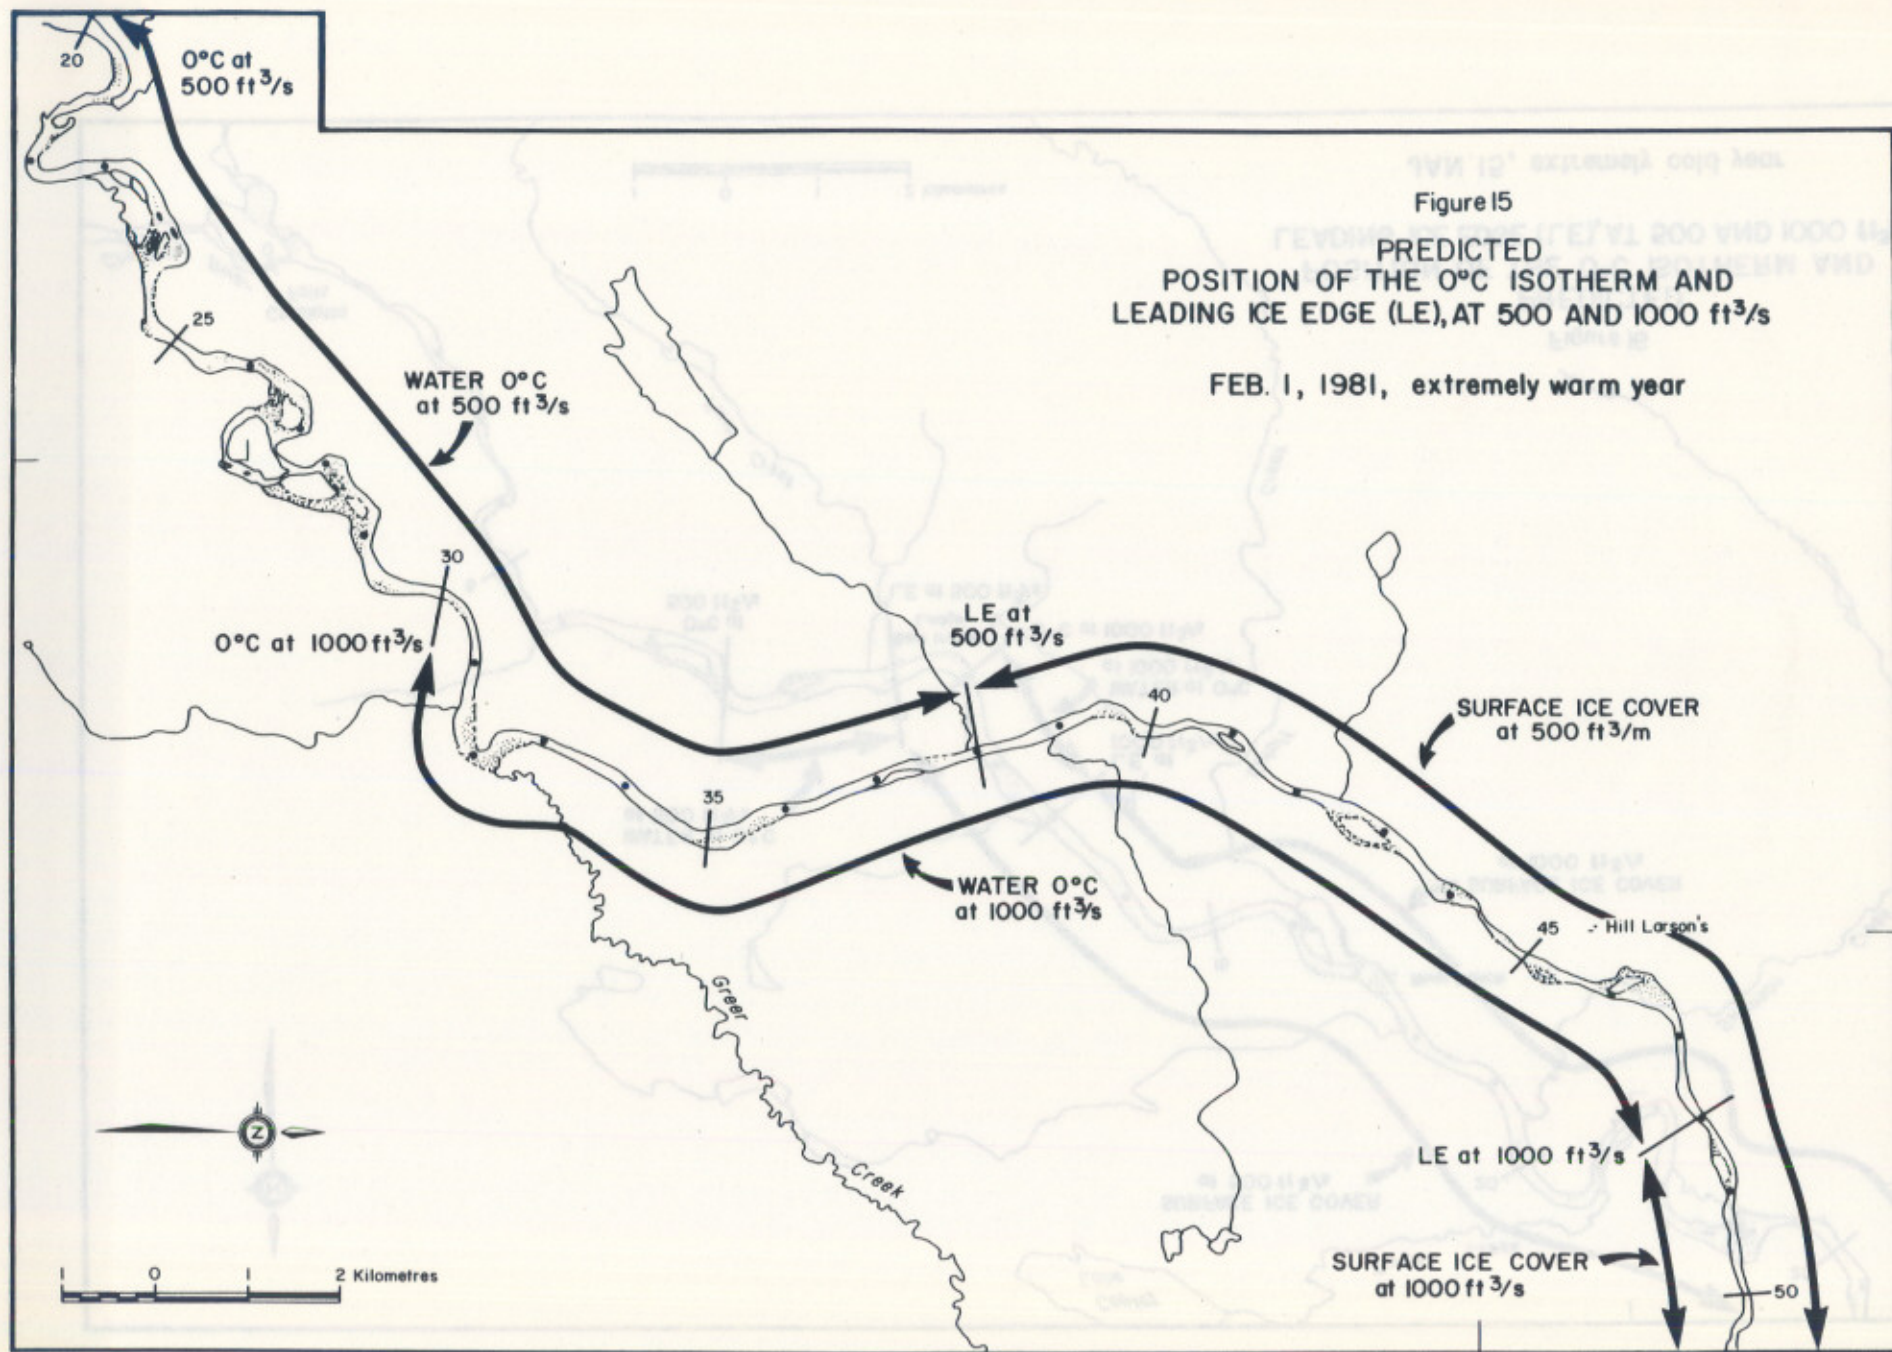 20
0°C at
500 ft³/s
Figure 15
PREDICTED
POSITION OF THE 0°C ISOTHERM AND
LEADING ICE EDGE (LE), AT 500 AND 1000 ft³/s
FEB. 1, 1981, extremely warm year
25
WATER 0°C
at 500 ft³/s
30
0°C at 1000 ft³/s
LE at
500 ft³/s
40
SURFACE ICE COVER
at 500 ft³/m
35
WATER 0°C
at 1000 ft³/s
Hill Larson's
45
Greer
Creek
Z
LE at 1000 ft³/s
SURFACE ICE COVER
at 1000 ft³/s
50
1 0 1 2 Kilometres